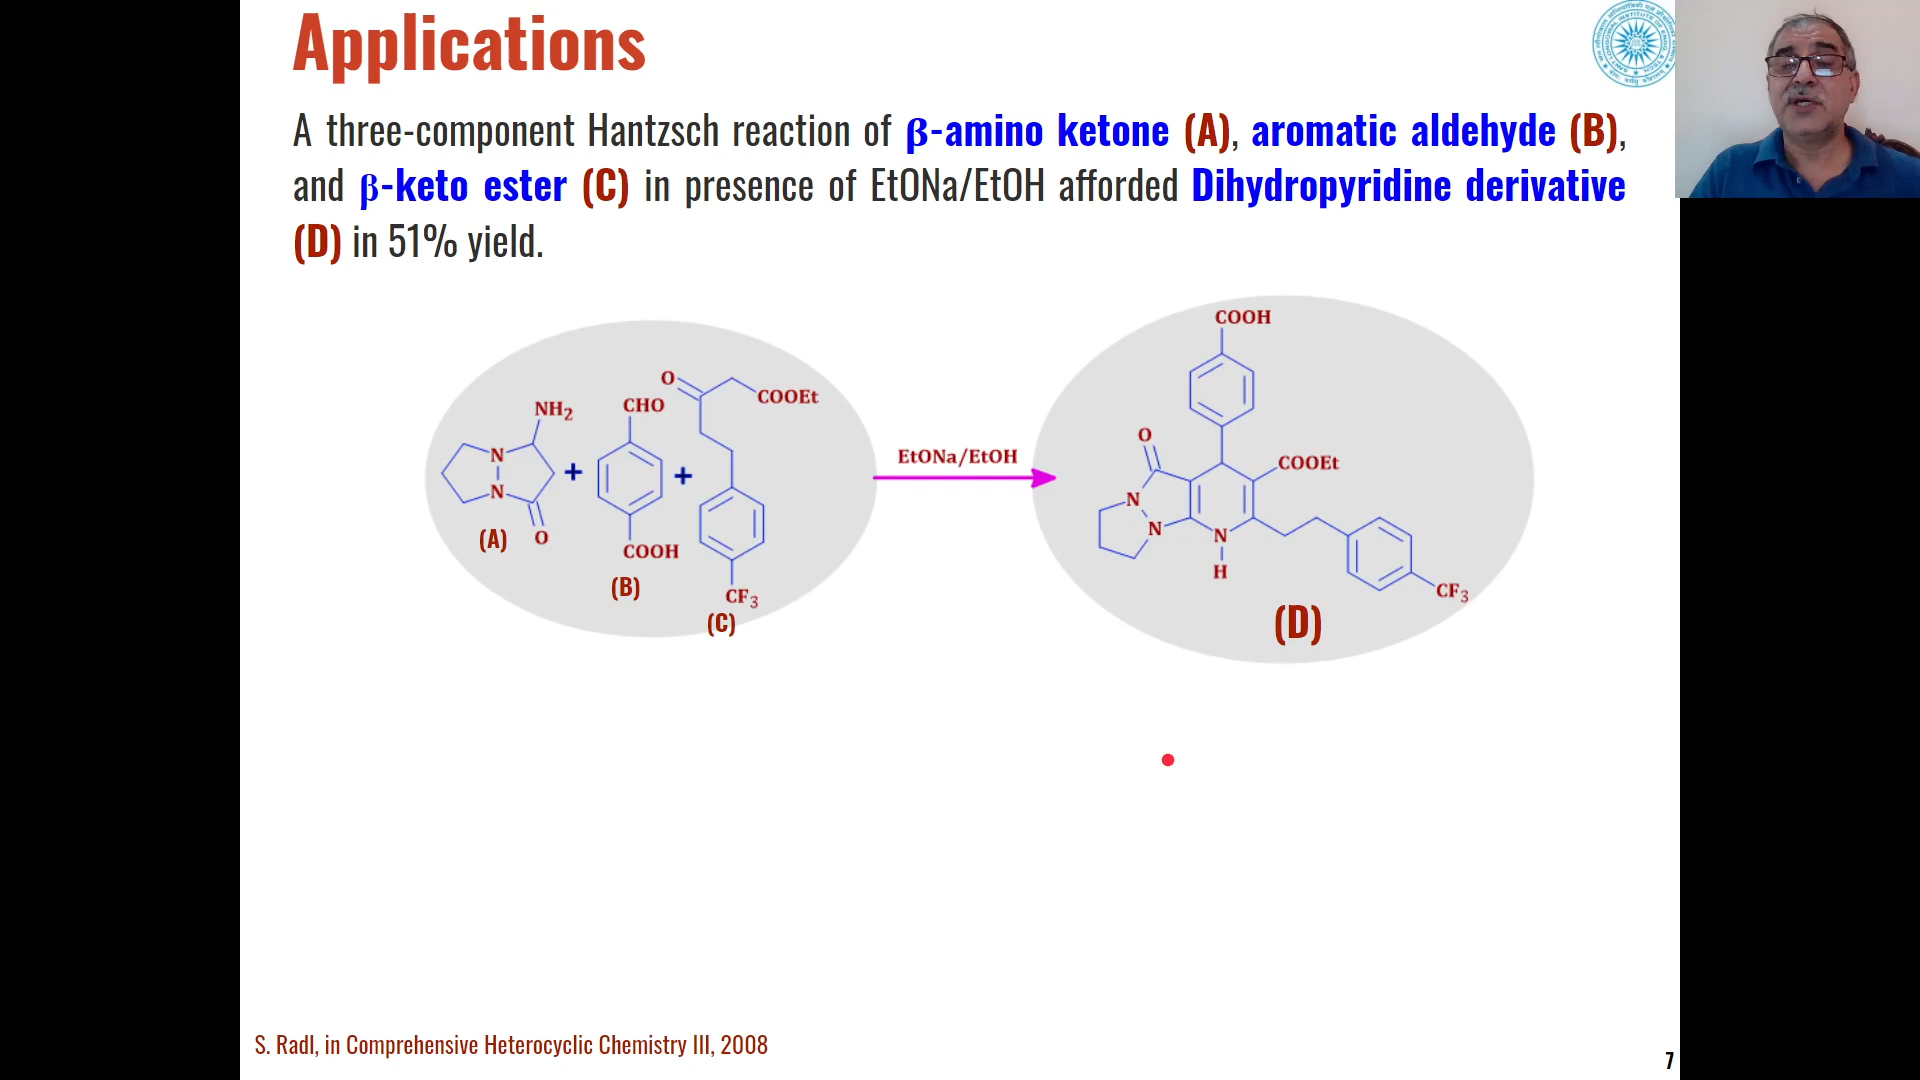 Applications
A three-component Hantzsch reaction of β-amino ketone (A), aromatic aldehyde (B),
and β-keto ester (C) in presence of EtONa/EtOH afforded Dihydropyridine derivative
(D) in 51% yield.
NH2
N
N
O
(A)
+
CHO
COOH
(B)
+
O
COOEt
CF3
(C)
EtONa/EtOH
COOH
O
COOEt
N
N
N
H
CF3
(D)
S. Radl, in Comprehensive Heterocyclic Chemistry III, 2008
7